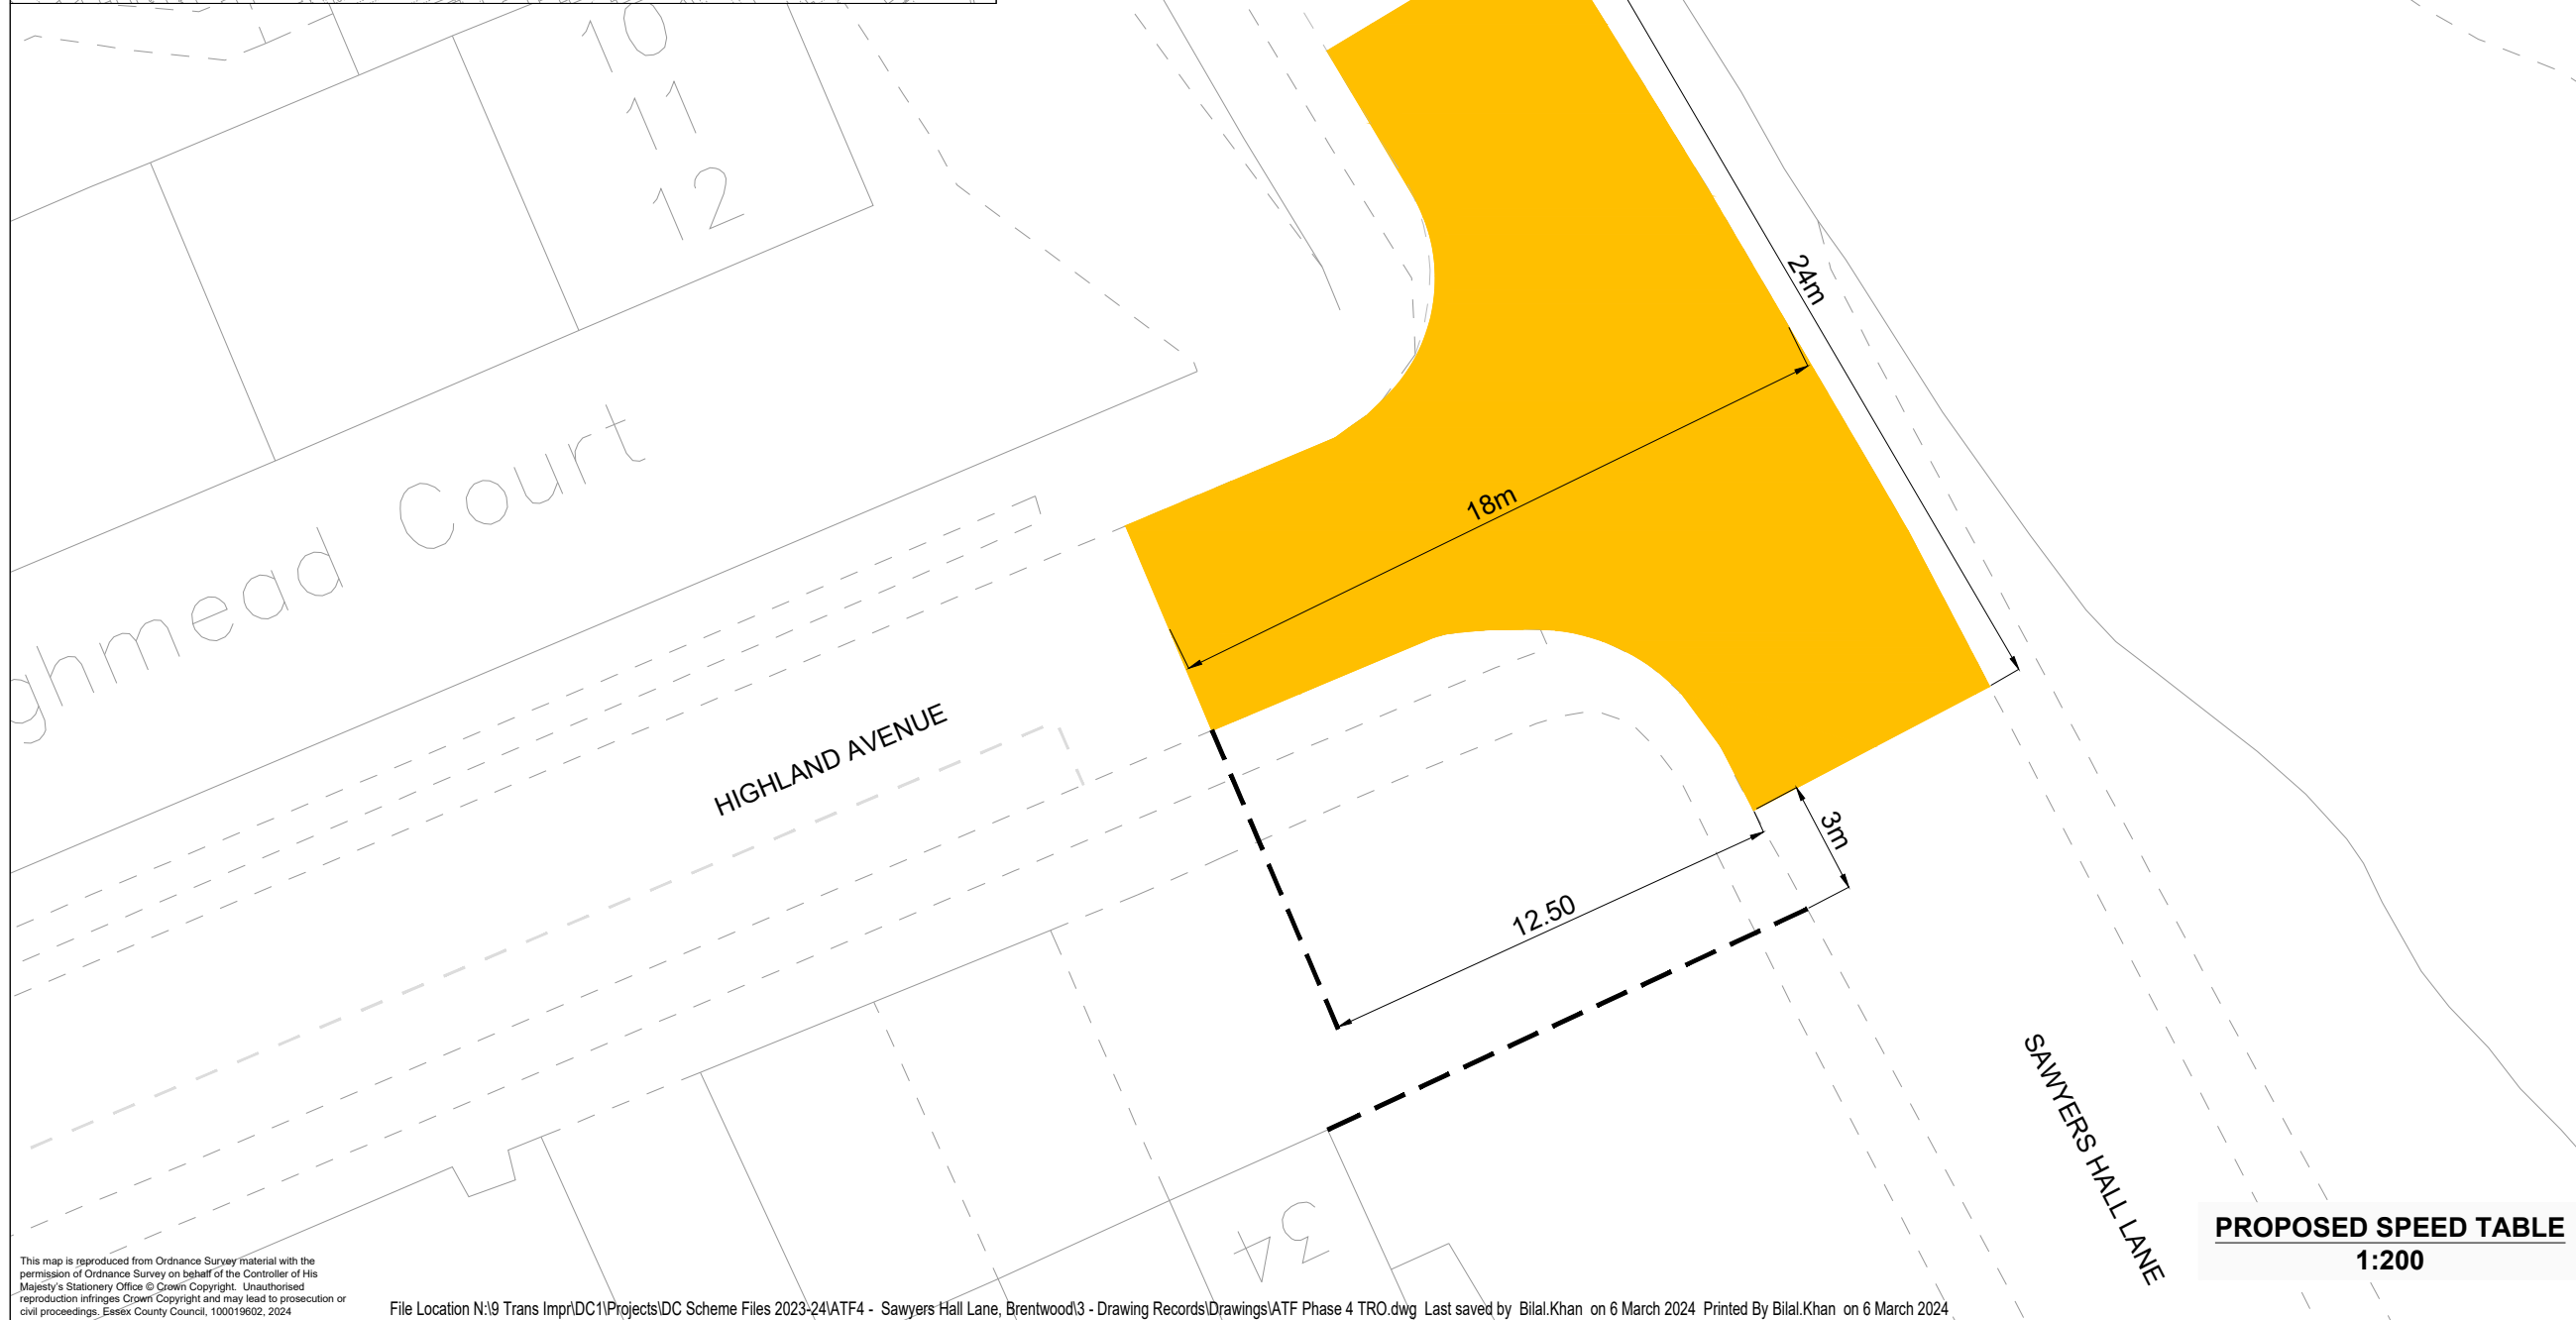 10
11
12
24m
18m
ghmead Court
HIGHLAND AVENUE
3m
12.50
SAWYERS HALL LANE
34
PROPOSED SPEED TABLE
1:200
This map is reproduced from Ordnance Survey material with the
permission of Ordnance Survey on behalf of the Controller of His
Majesty's Stationery Office © Crown Copyright. Unauthorised
reproduction infringes Crown Copyright and may lead to prosecution or
civil proceedings. Essex County Council, 100019602, 2024
File Location N:\9 Trans Impr\DC1\Projects\DC Scheme Files 2023-24\ATF4 - Sawyers Hall Lane, Brentwood\3 - Drawing Records\Drawings\ATF Phase 4 TRO.dwg Last saved by Bilal.Khan on 6 March 2024 Printed By Bilal.Khan on 6 March 2024